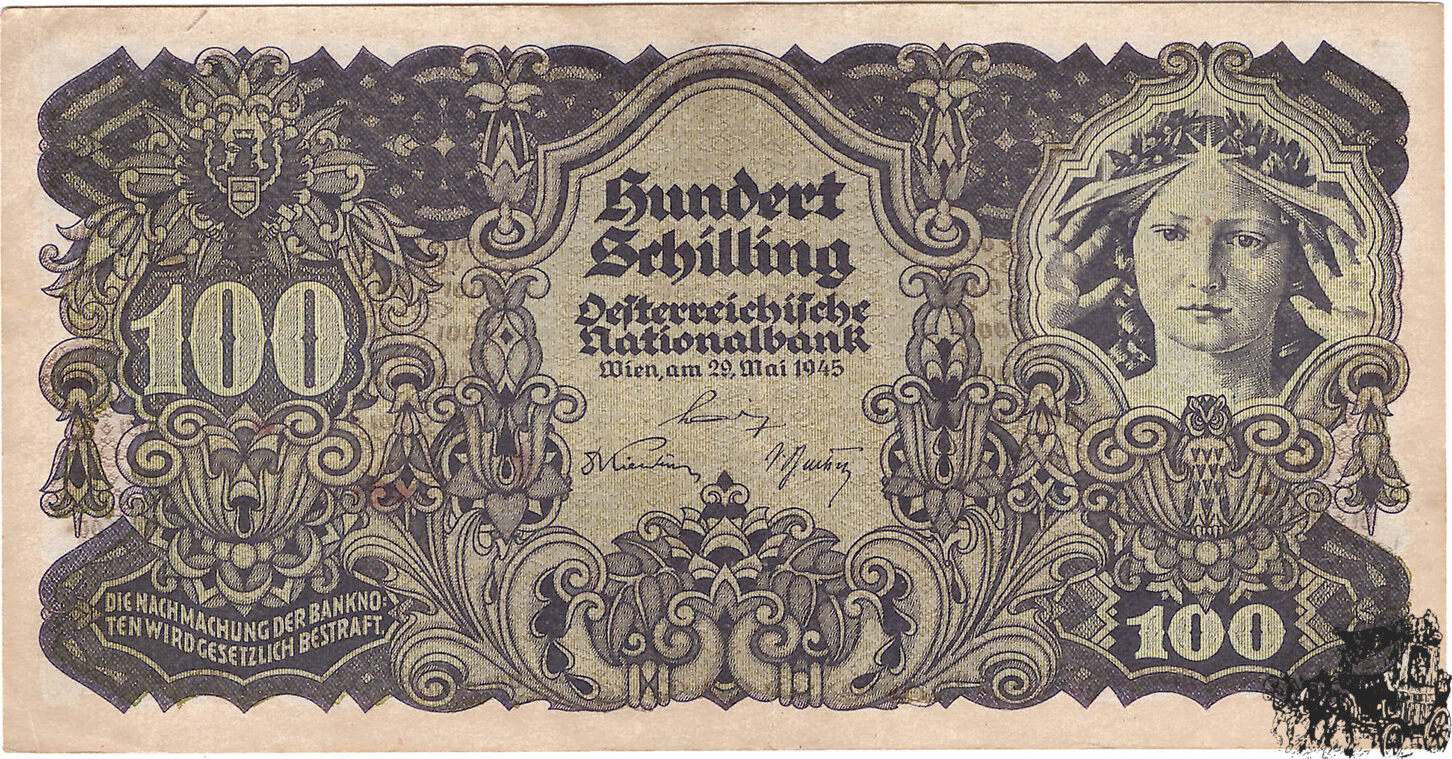 100
Hundert
Schilling
Oesterreichische
Nationalbank
Wien, am 29. Mai 1945
DIE NACHMACHUNG DER BANKNO-
TEN WIRD GESETZLICH BESTRAFT.
100